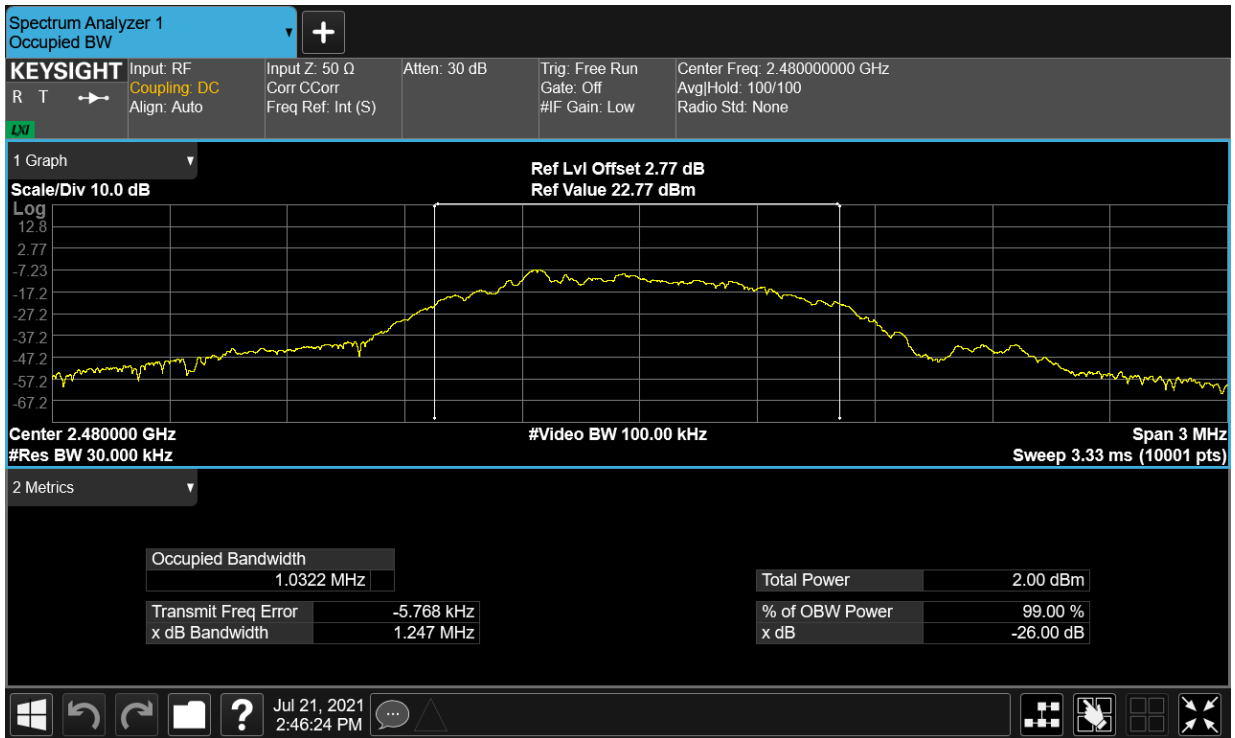 Spectrum Analyzer 1
Occupied BW
KEYSIGHT
R T
LXI
Input: RF
Coupling: DC
Align: Auto
Input Z: 50 Ω
Corr CCorr
Freq Ref: Int (S)
Atten: 30 dB
Trig: Free Run
Gate: Off
#IF Gain: Low
Center Freq: 2.480000000 GHz
Avg|Hold: 100/100
Radio Std: None
1 Graph
Scale/Div 10.0 dB
Ref Lvl Offset 2.77 dB
Ref Value 22.77 dBm
Log
12.8
2.77
-7.23
-17.2
-27.2
-37.2
-47.2
-57.2
-67.2
Center 2.480000 GHz
#Video BW 100.00 kHz
Span 3 MHz
#Res BW 30.000 kHz
Sweep 3.33 ms (10001 pts)
2 Metrics
Occupied Bandwidth
1.0322 MHz
Total Power 2.00 dBm
Transmit Freq Error -5.768 kHz
% of OBW Power 99.00 %
x dB Bandwidth 1.247 MHz
x dB -26.00 dB
?
Jul 21, 2021
2:46:24 PM